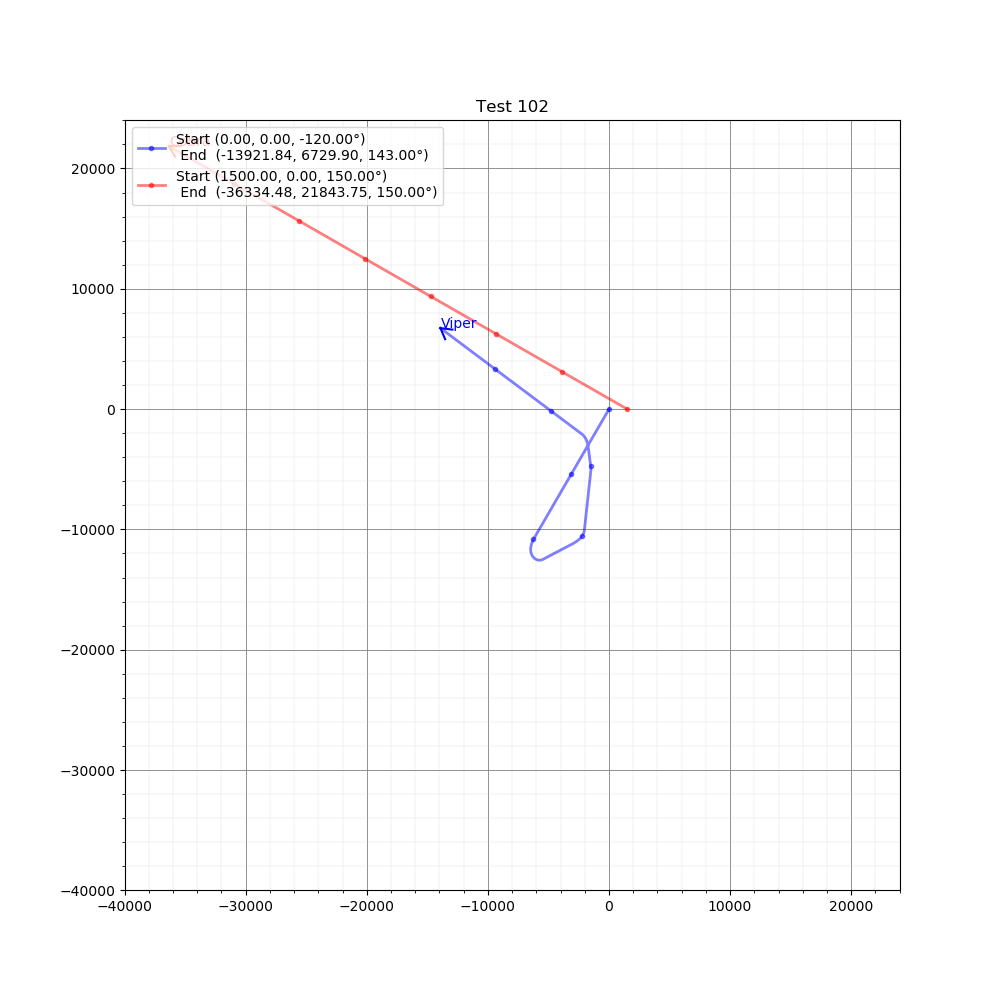 Test 102
Start (0.00, 0.00, -120.00°)
End (-13921.84, 6729.90, 143.00°)
Start (1500.00, 0.00, 150.00°)
End (-36334.48, 21843.75, 150.00°)
Viper
20000
10000
0
−10000
−20000
−30000
−40000
−40000 −30000 −20000 −10000 0 10000 20000